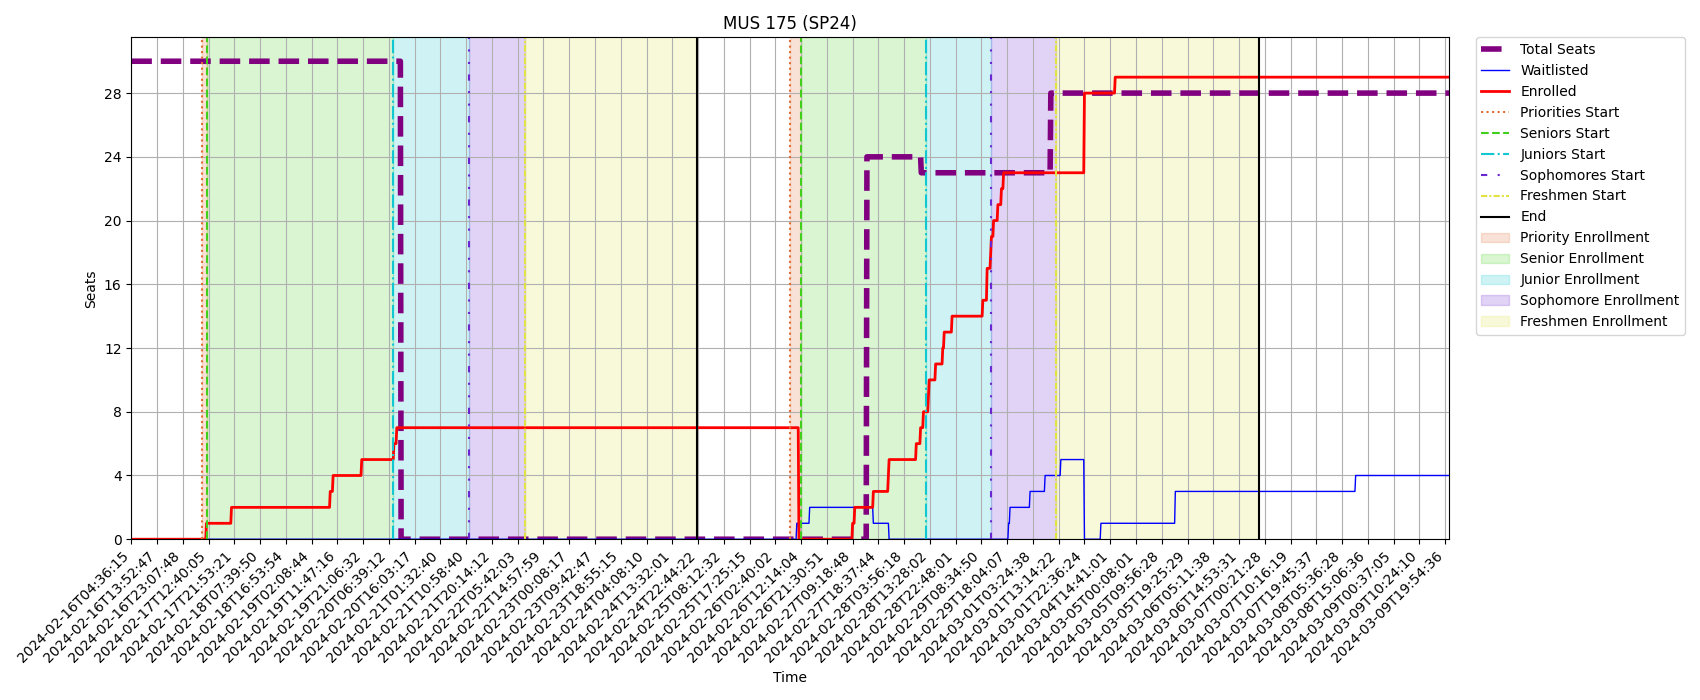 MUS 175 (SP24)
Seats
28
24
20
16
12
8
4
0
2024-02-16T04:36:15
2024-02-16T13:52:47
2024-02-16T23:07:48
2024-02-17T12:40:05
2024-02-17T21:53:21
2024-02-18T07:39:50
2024-02-18T16:53:54
2024-02-19T02:08:44
2024-02-19T11:47:16
2024-02-19T21:06:32
2024-02-20T06:39:12
2024-02-20T16:03:17
2024-02-21T01:32:40
2024-02-21T10:58:40
2024-02-21T20:14:12
2024-02-22T05:42:03
2024-02-22T14:57:59
2024-02-23T00:08:17
2024-02-23T09:42:47
2024-02-23T18:55:15
2024-02-24T04:08:10
2024-02-24T13:32:01
2024-02-24T22:44:22
2024-02-25T08:12:32
2024-02-25T17:25:15
2024-02-26T02:40:02
2024-02-26T12:14:04
2024-02-26T21:30:51
2024-02-27T09:18:48
2024-02-27T18:37:44
2024-02-28T03:56:18
2024-02-28T13:28:02
2024-02-28T22:48:01
2024-02-29T08:34:50
2024-02-29T18:04:07
2024-03-01T03:24:38
2024-03-01T13:14:22
2024-03-01T22:36:24
2024-03-04T14:41:01
2024-03-05T00:08:01
2024-03-05T09:56:28
2024-03-05T19:25:29
2024-03-06T05:11:38
2024-03-06T14:53:31
2024-03-07T00:21:28
2024-03-07T10:16:19
2024-03-07T19:45:37
2024-03-08T05:36:28
2024-03-08T15:06:36
2024-03-09T00:37:05
2024-03-09T10:24:10
2024-03-09T19:54:36
Time
Total Seats
Waitlisted
Enrolled
Priorities Start
Seniors Start
Juniors Start
Sophomores Start
Freshmen Start
End
Priority Enrollment
Senior Enrollment
Junior Enrollment
Sophomore Enrollment
Freshmen Enrollment